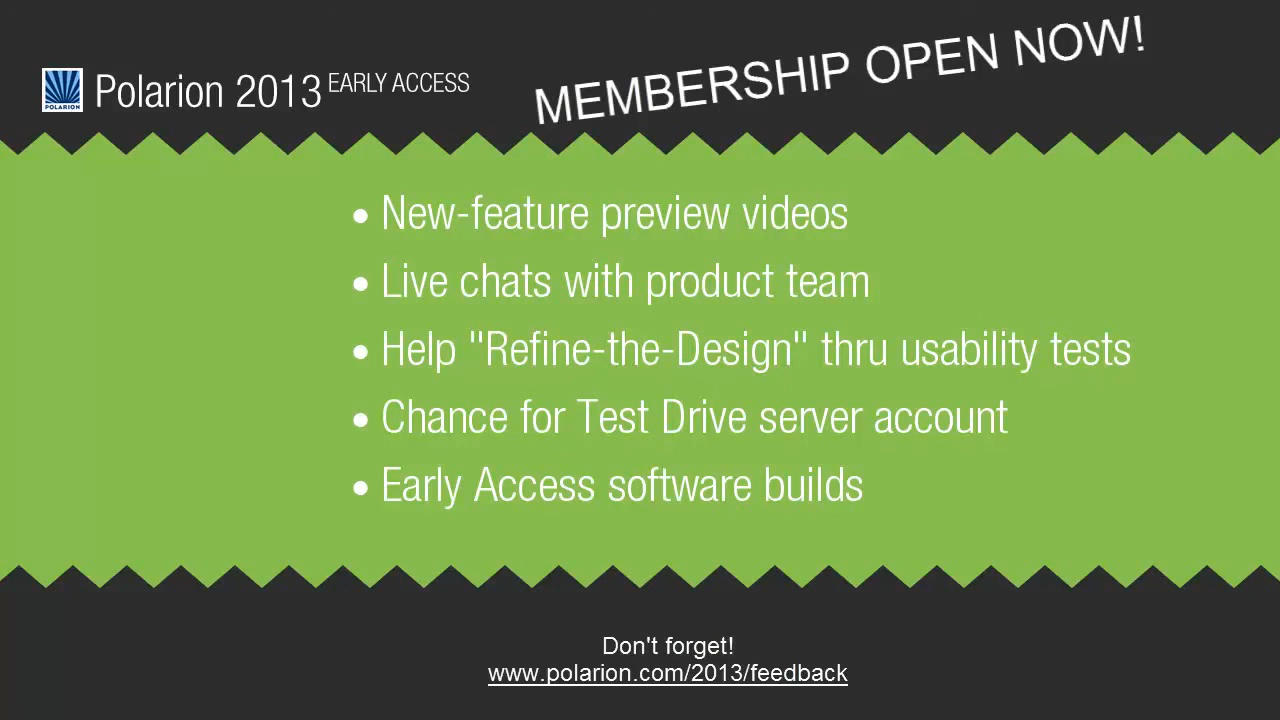 POLARION
Polarion 2013 EARLY ACCESS
MEMBERSHIP OPEN NOW!
• New-feature preview videos
• Live chats with product team
• Help "Refine-the-Design" thru usability tests
• Chance for Test Drive server account
• Early Access software builds
Don't forget!
www.polarion.com/2013/feedback